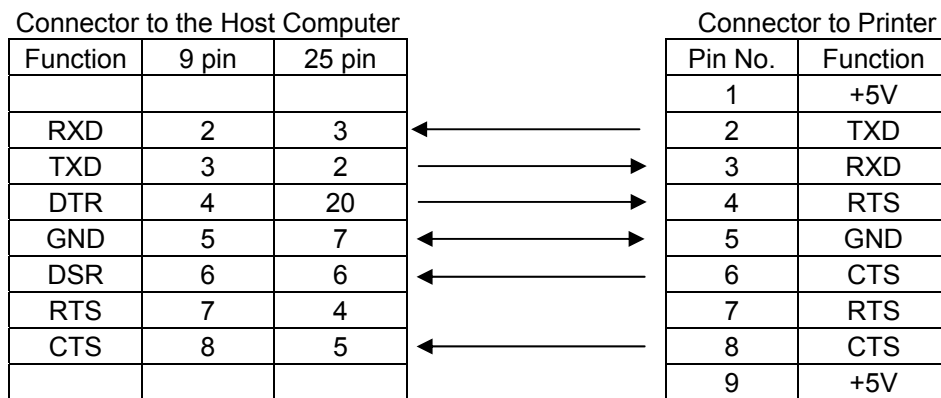 Connector to the Host Computer Connector to Printer
Function 9 pin 25 pin Pin No. Function
1 +5V
RXD 2 3 2 TXD
TXD 3 2 3 RXD
DTR 4 20 4 RTS
GND 5 7 5 GND
DSR 6 6 6 CTS
RTS 7 4 7 RTS
CTS 8 5 8 CTS
9 +5V